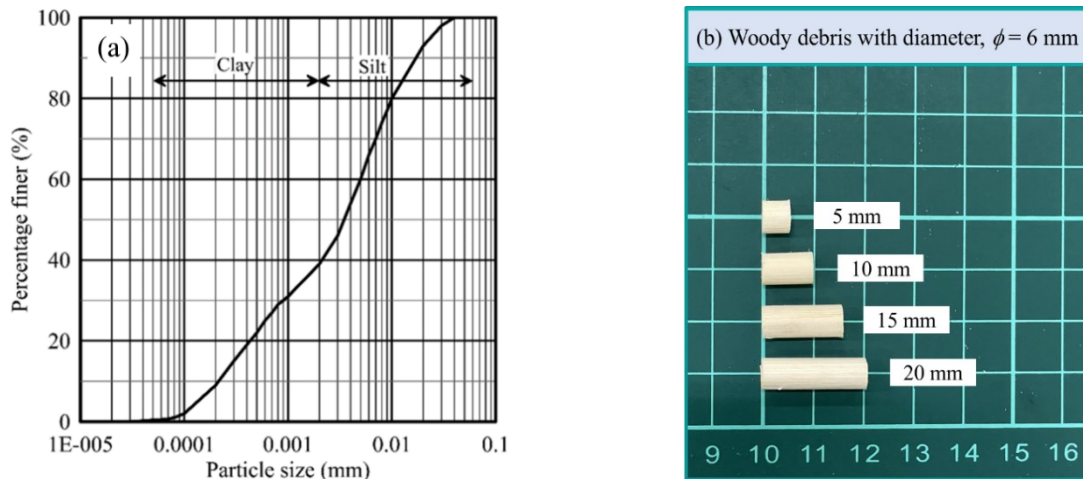 (a)
Clay
Silt
Percentage finer (%)
100
80
60
40
20
0
1E-005
0.0001
0.001
0.01
0.1
Particle size (mm)
(b) Woody debris with diameter, ϕ = 6 mm
5 mm
10 mm
15 mm
20 mm
9 10 11 12 13 14 15 16